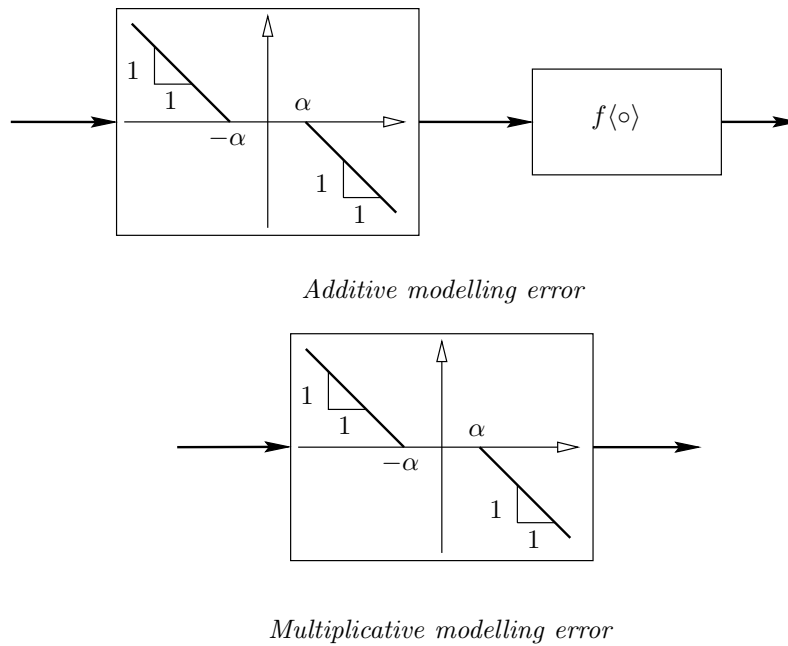 1
1
α
−α
1
1
f⟨∘⟩
Additive modelling error
1
1
α
−α
1
1
Multiplicative modelling error